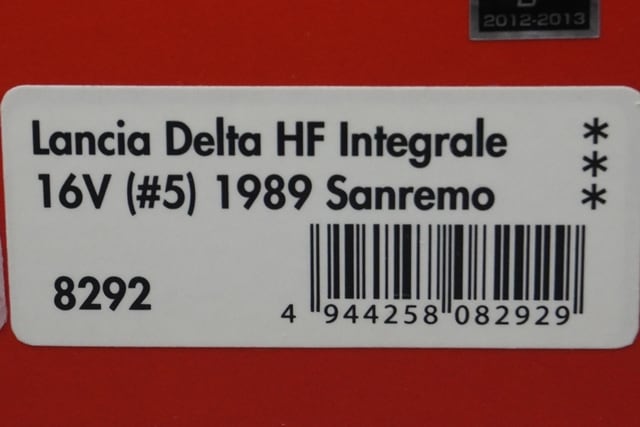 2012-2013
Lancia Delta HF Integrale ***
16V (#5) 1989 Sanremo
8292
4 944258 082929